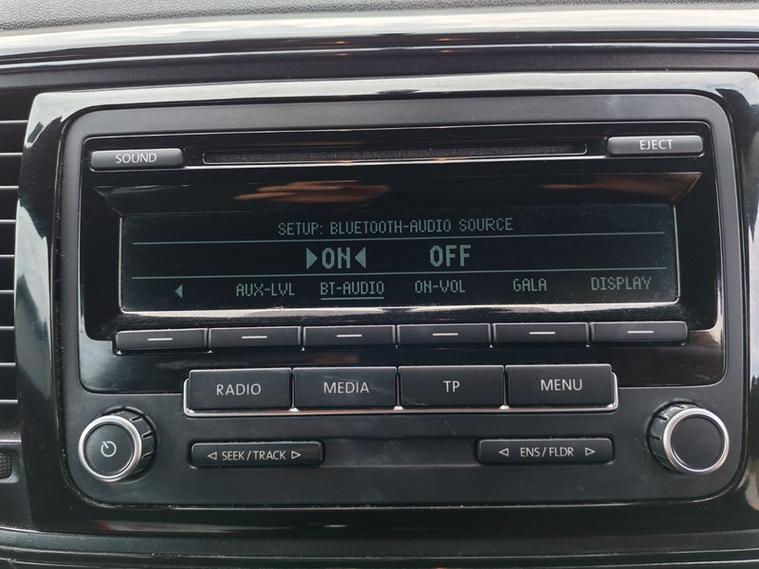 SOUND
EJECT
SETUP: BLUETOOTH-AUDIO SOURCE
▶ON◀ OFF
◀ AUX-LVL BT-AUDIO ON-VOL GALA DISPLAY
RADIO MEDIA TP MENU
◁ SEEK / TRACK ▷ ◁ ENS / FLDR ▷